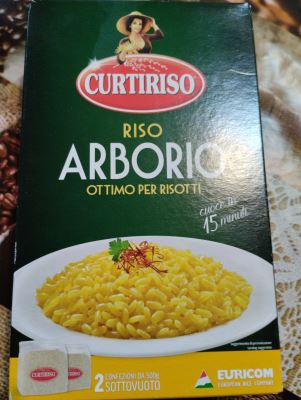 CURTIRISO
RISO
ARBORIO
OTTIMO PER RISOTTI
cuoce in
15 minuti
CURTIRISO
2 CONFEZIONI DA 500g
SOTTOVUOTO
EURICOM
EUROPEAN RICE COMPANY